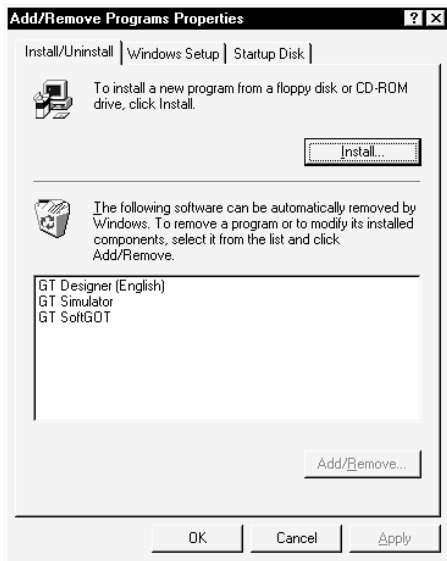 Add/Remove Programs Properties
Install/Uninstall
Windows Setup
Startup Disk
To install a new program from a floppy disk or CD-ROM
drive, click Install.
Install...
The following software can be automatically removed by
Windows. To remove a program or to modify its installed
components, select it from the list and click
Add/Remove.
GT Designer (English)
GT Simulator
GT SoftGOT
Add/Remove...
OK
Cancel
Apply